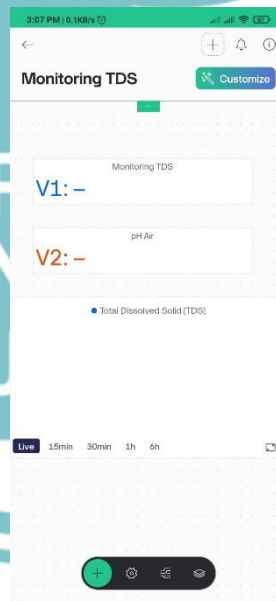 3:07 PM | 0.1KB/s
Monitoring TDS
Customize
Monitoring TDS
V1: –
pH Air
V2: –
Total Dissolved Solid (TDS)
Live 15min 30min 1h 6h